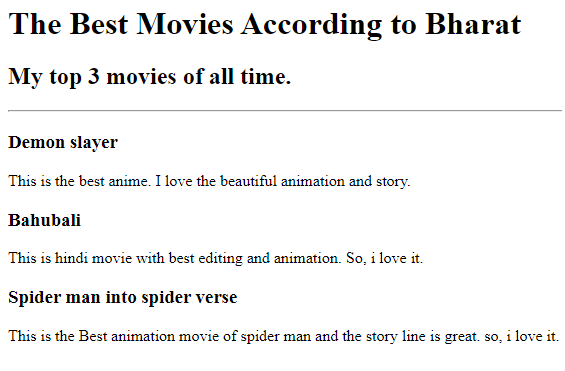 The Best Movies According to Bharat
My top 3 movies of all time.
Demon slayer
This is the best anime. I love the beautiful animation and story.
Bahubali
This is hindi movie with best editing and animation. So, i love it.
Spider man into spider verse
This is the Best animation movie of spider man and the story line is great. so, i love it.